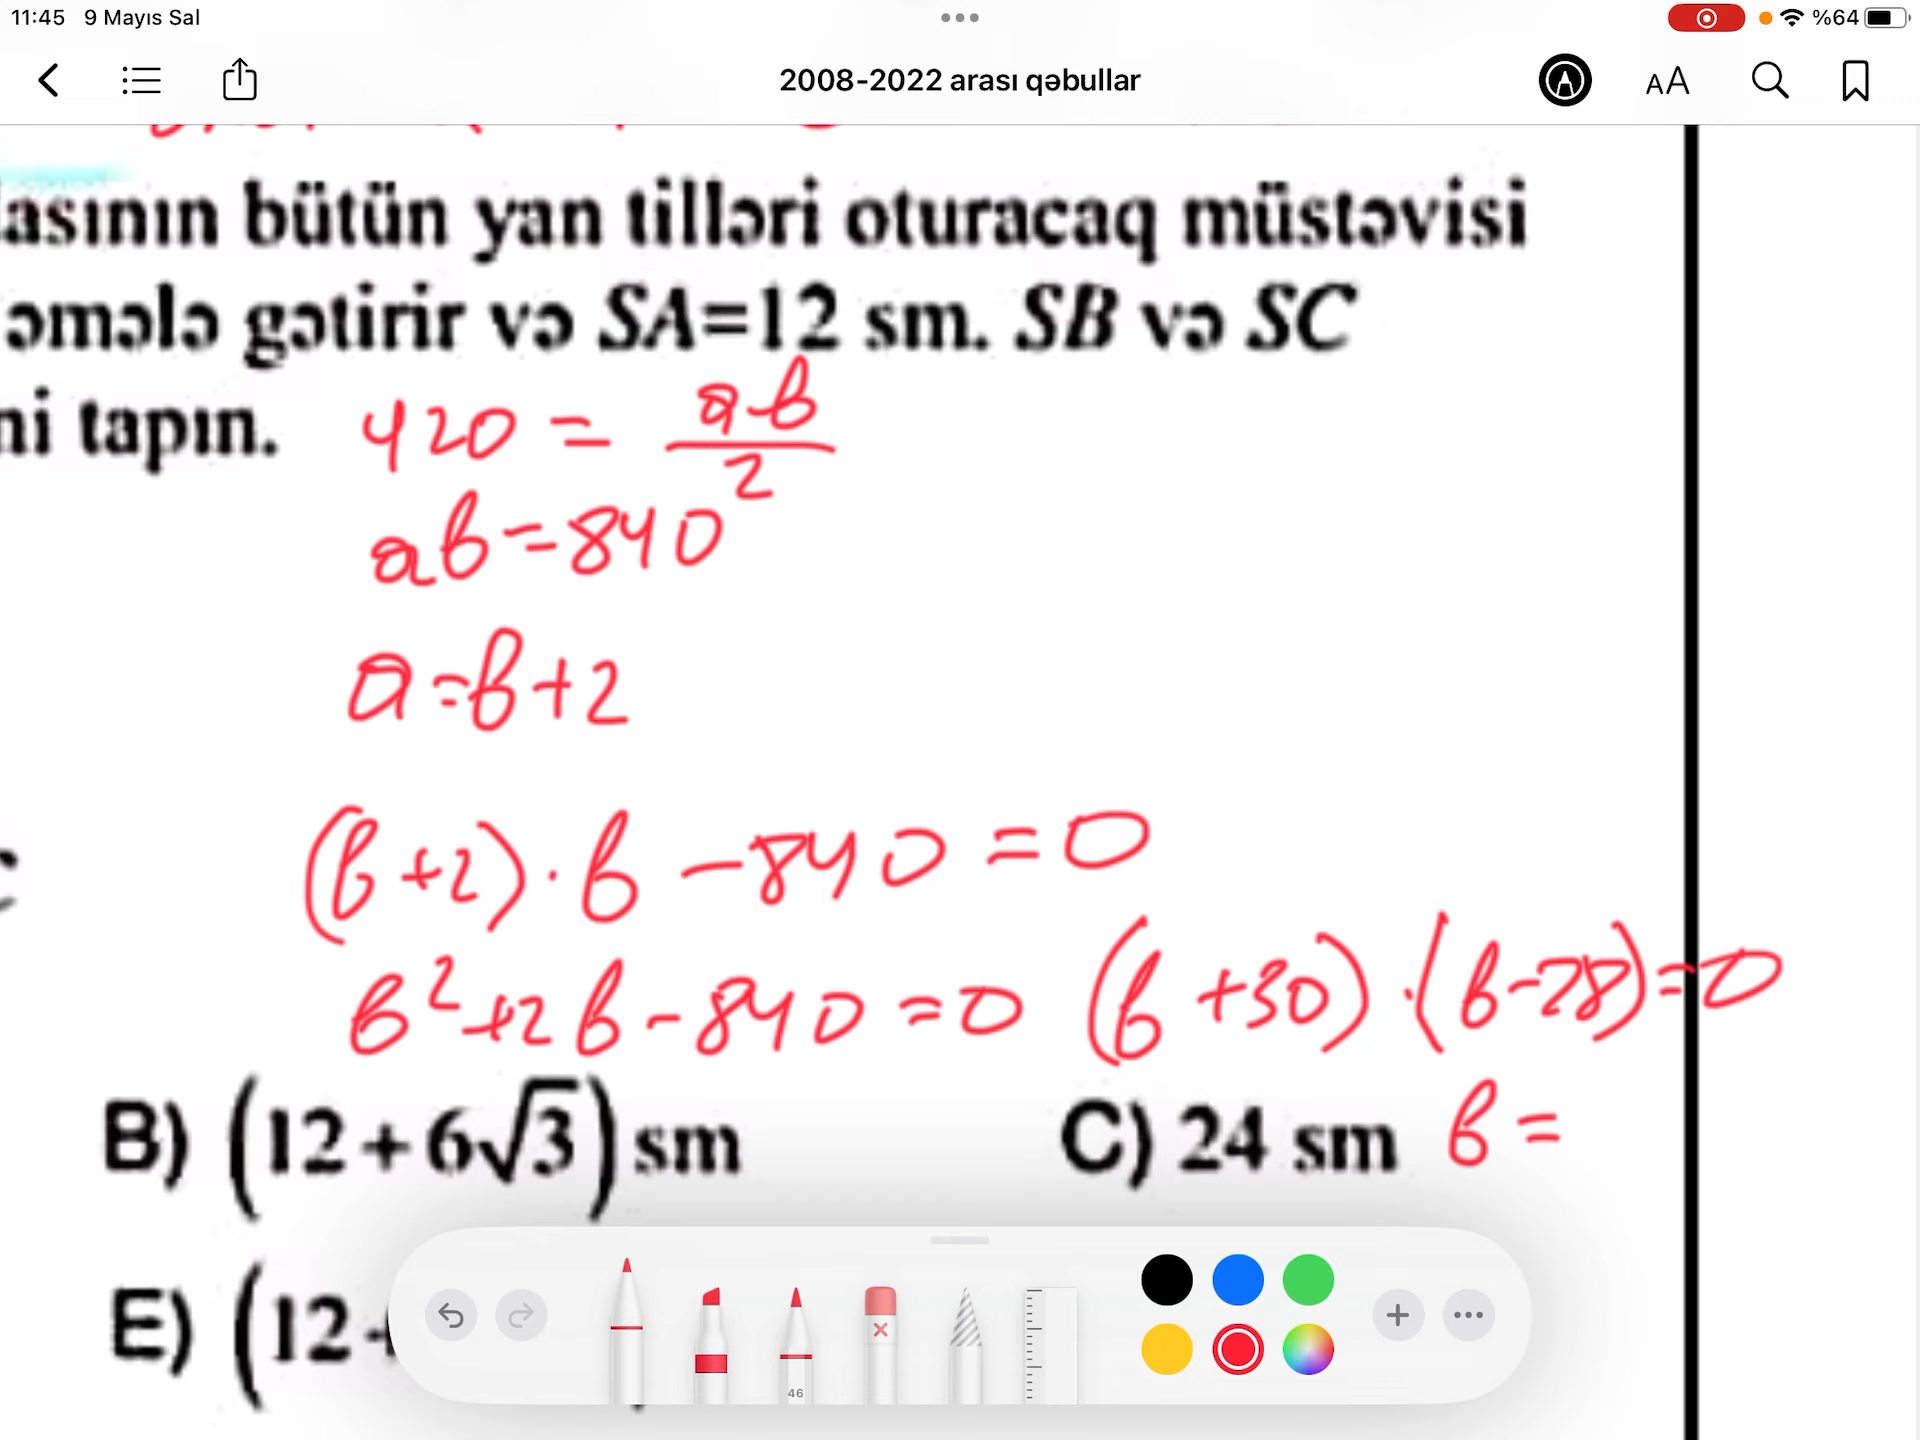 11:45 9 Mayıs Sal
%64
2008-2022 arası qəbullar
AA
asının bütün yan tilləri oturacaq müstəvisi
əmələ gətirir və SA=12 sm. SB və SC
ni tapın.
420 = ab/2
ab=840
a=b+2
(b+2)·b-840=0
b²+2b-840=0 (b+30)·(b-28)=0
B) (12+6√3) sm
C) 24 sm
b=
E) (12+
46